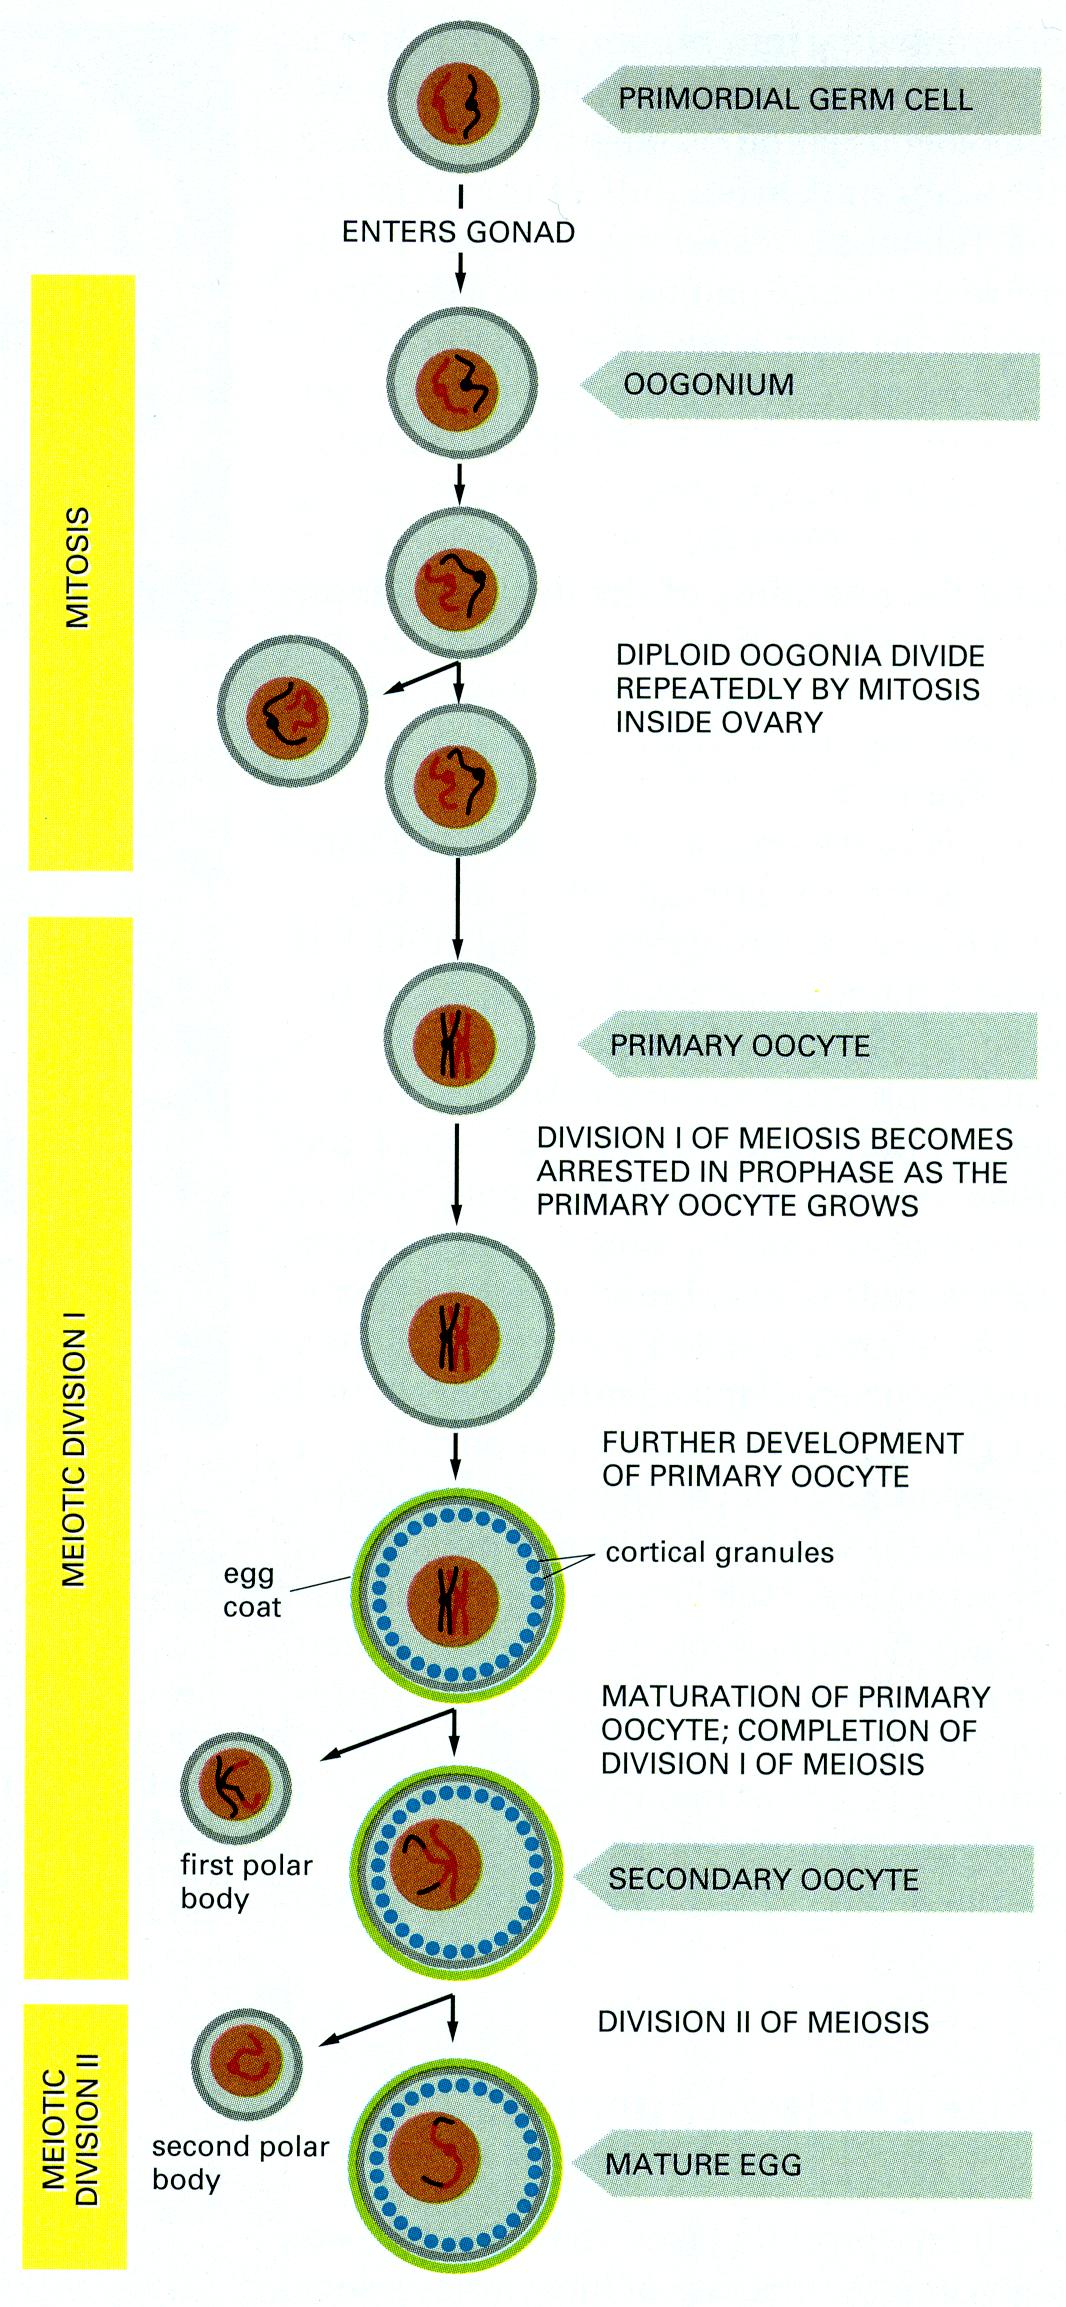 PRIMORDIAL GERM CELL
ENTERS GONAD
OOGONIUM
MITOSIS
DIPLOID OOGONIA DIVIDE
REPEATEDLY BY MITOSIS
INSIDE OVARY
PRIMARY OOCYTE
DIVISION I OF MEIOSIS BECOMES
ARRESTED IN PROPHASE AS THE
PRIMARY OOCYTE GROWS
MEIOTIC DIVISION I
FURTHER DEVELOPMENT
OF PRIMARY OOCYTE
cortical granules
egg
coat
MATURATION OF PRIMARY
OOCYTE; COMPLETION OF
DIVISION I OF MEIOSIS
first polar
body
SECONDARY OOCYTE
DIVISION II OF MEIOSIS
MEIOTIC
DIVISION II
second polar
body
MATURE EGG